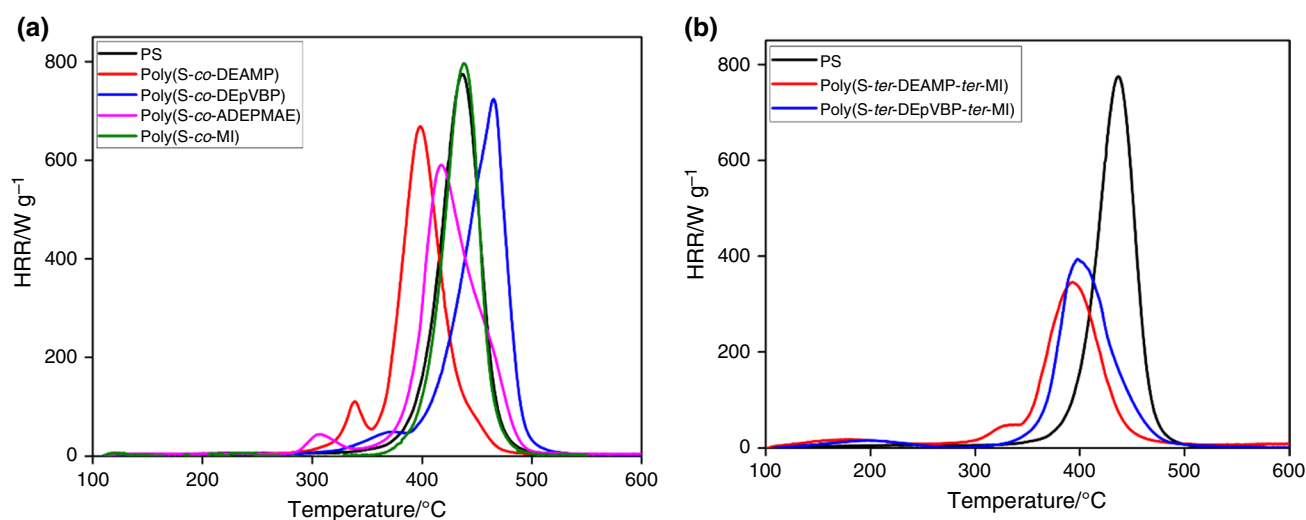 (a)
800
600
400
200
0
HRR/W g⁻¹
PS
Poly(S-co-DEAMP)
Poly(S-co-DEpVBP)
Poly(S-co-ADEPMAE)
Poly(S-co-MI)
100
200
300
400
500
600
Temperature/°C
(b)
800
600
400
200
0
HRR/W g⁻¹
PS
Poly(S-ter-DEAMP-ter-MI)
Poly(S-ter-DEpVBP-ter-MI)
100
200
300
400
500
600
Temperature/°C